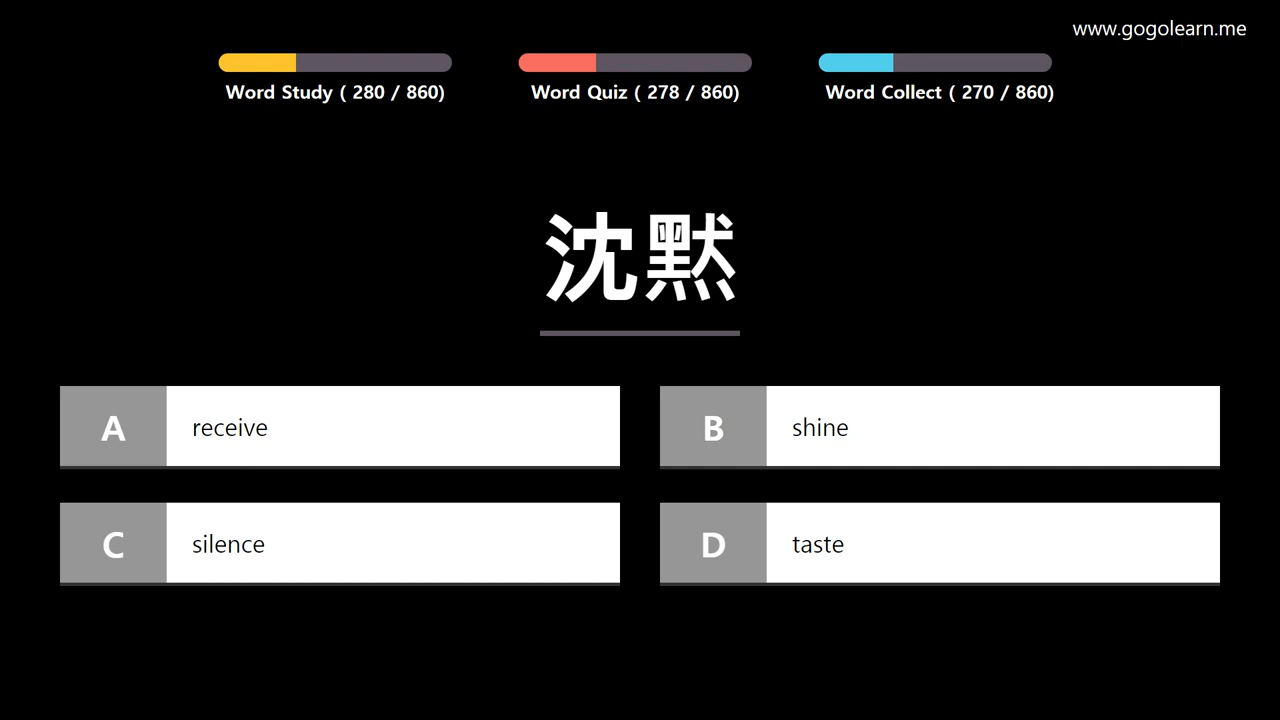 www.gogolearn.me
Word Study ( 280 / 860)
Word Quiz ( 278 / 860)
Word Collect ( 270 / 860)
沈黙
A receive
B shine
C silence
D taste